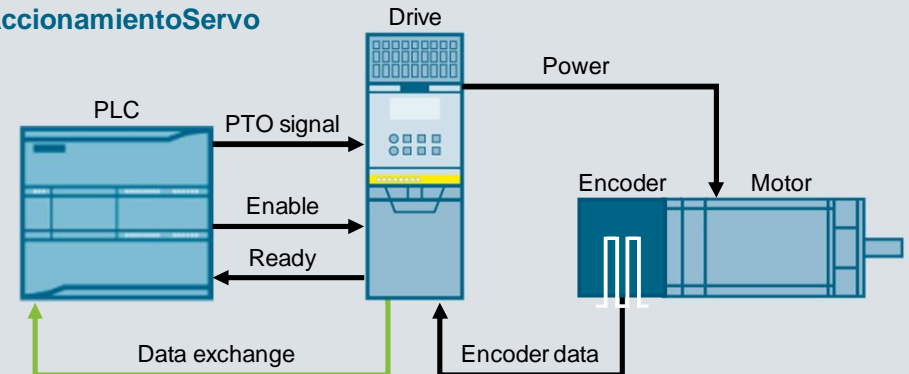 AccionamientoServo
Drive
Power
PLC
PTO signal
Encoder
Motor
Enable
Ready
Data exchange
Encoder data